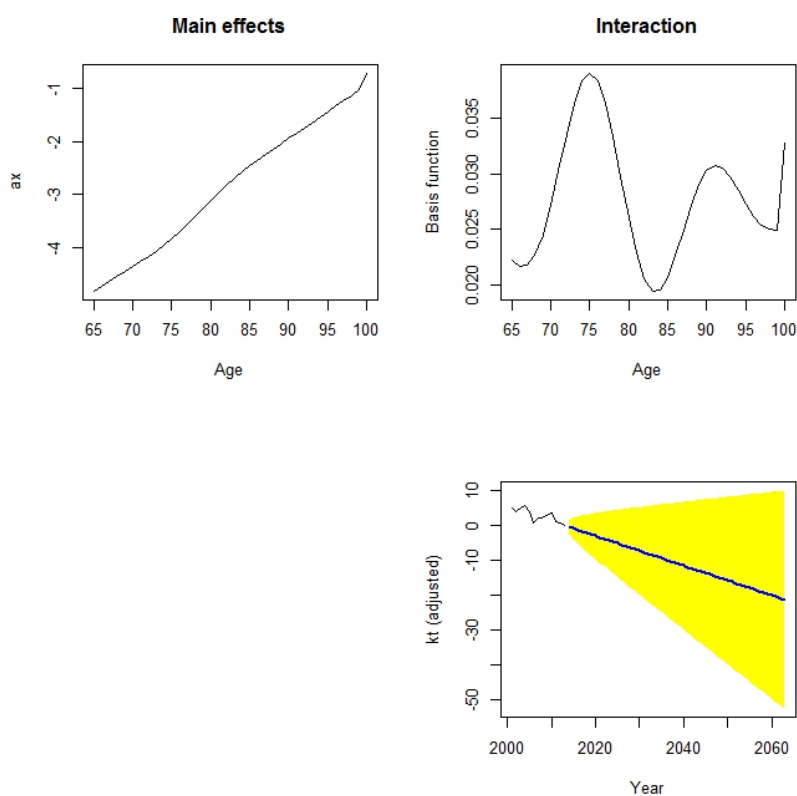 Main effects
ax
-1
-2
-3
-4
65 70 75 80 85 90 95 100
Age
Interaction
Basis function
0.035
0.030
0.025
0.020
65 70 75 80 85 90 95 100
Age
kt (adjusted)
10
0
-10
-30
-50
2000 2020 2040 2060
Year